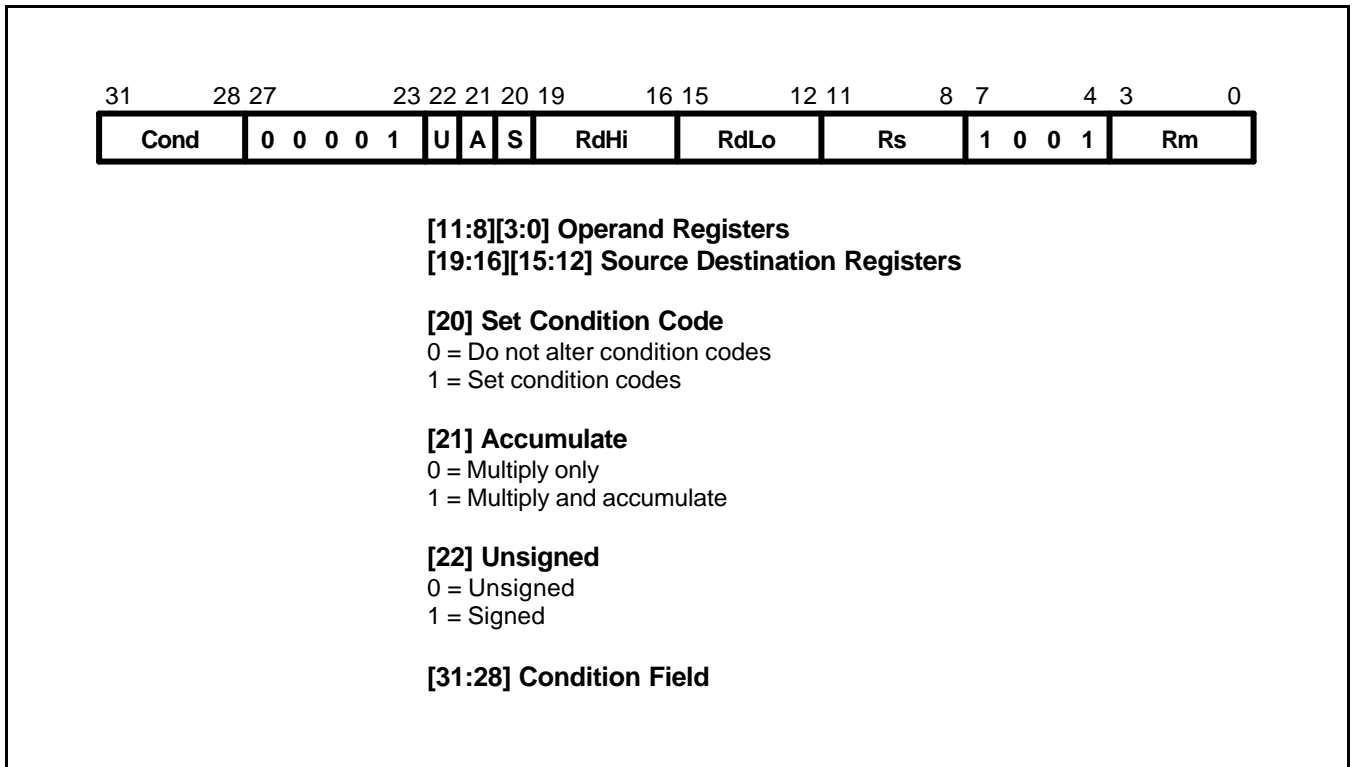 31 28 27 23 22 21 20 19 16 15 12 11 8 7 4 3 0
Cond 0 0 0 0 1 U A S RdHi RdLo Rs 1 0 0 1 Rm
[11:8][3:0] Operand Registers
[19:16][15:12] Source Destination Registers
[20] Set Condition Code
0 = Do not alter condition codes
1 = Set condition codes
[21] Accumulate
0 = Multiply only
1 = Multiply and accumulate
[22] Unsigned
0 = Unsigned
1 = Signed
[31:28] Condition Field